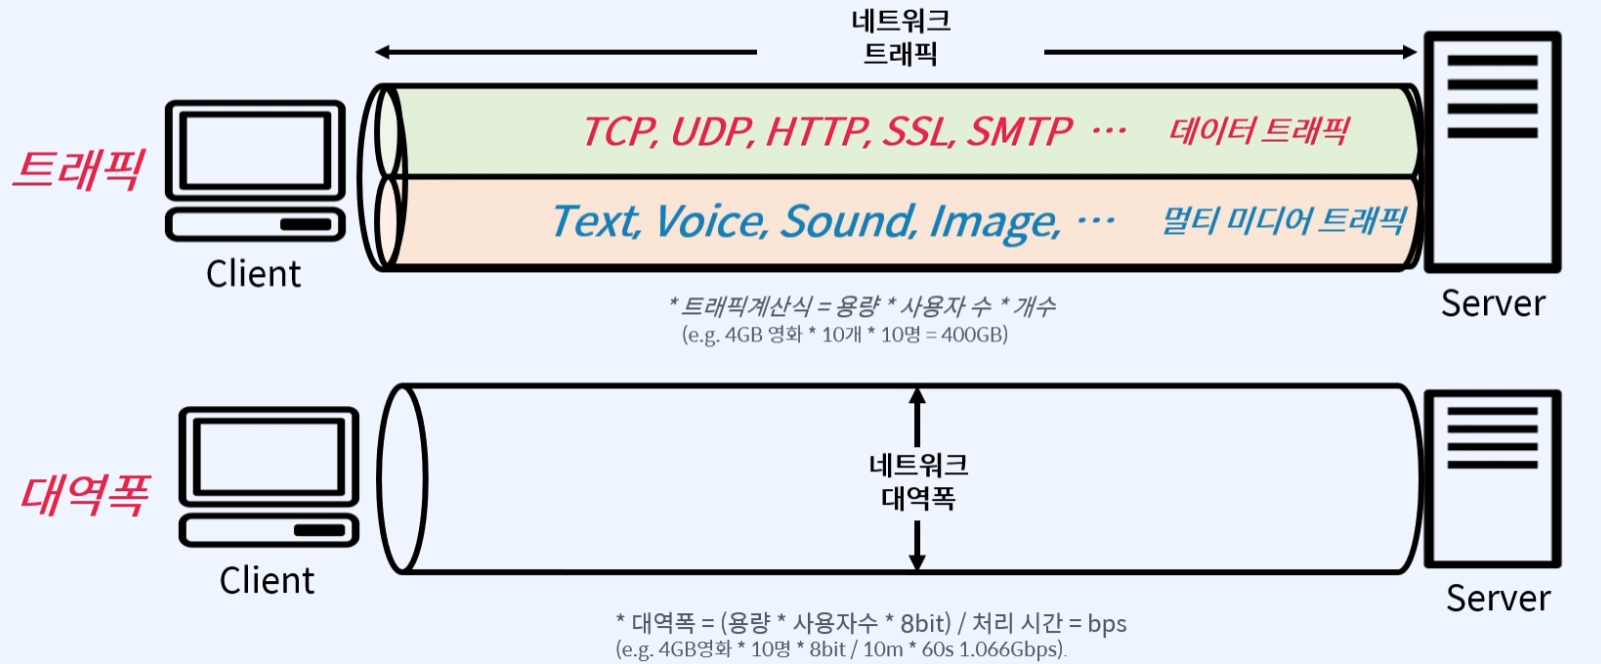 네트워크
트래픽
트래픽
TCP, UDP, HTTP, SSL, SMTP ··· 데이터 트래픽
Text, Voice, Sound, Image, ··· 멀티 미디어 트래픽
Client
Server
* 트래픽계산식 = 용량 * 사용자 수 * 개수
(e.g. 4GB 영화 * 10개 * 10명 = 400GB)
대역폭
네트워크
대역폭
Client
Server
* 대역폭 = (용량 * 사용자수 * 8bit) / 처리 시간 = bps
(e.g. 4GB영화 * 10명 * 8bit / 10m * 60s 1.066Gbps).